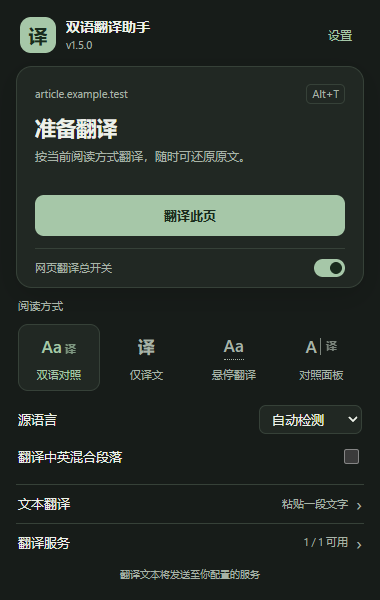 译 双语翻译助手
v1.5.0
设置
article.example.test
Alt+T
准备翻译
按当前阅读方式翻译，随时可还原原文。
翻译此页
网页翻译总开关
阅读方式
Aa 译
译
Aa
A 译
双语对照
仅译文
悬停翻译
对照面板
源语言
自动检测
翻译中英混合段落
文本翻译
粘贴一段文字 ›
翻译服务
1 / 1 可用 ›
翻译文本将发送至你配置的服务